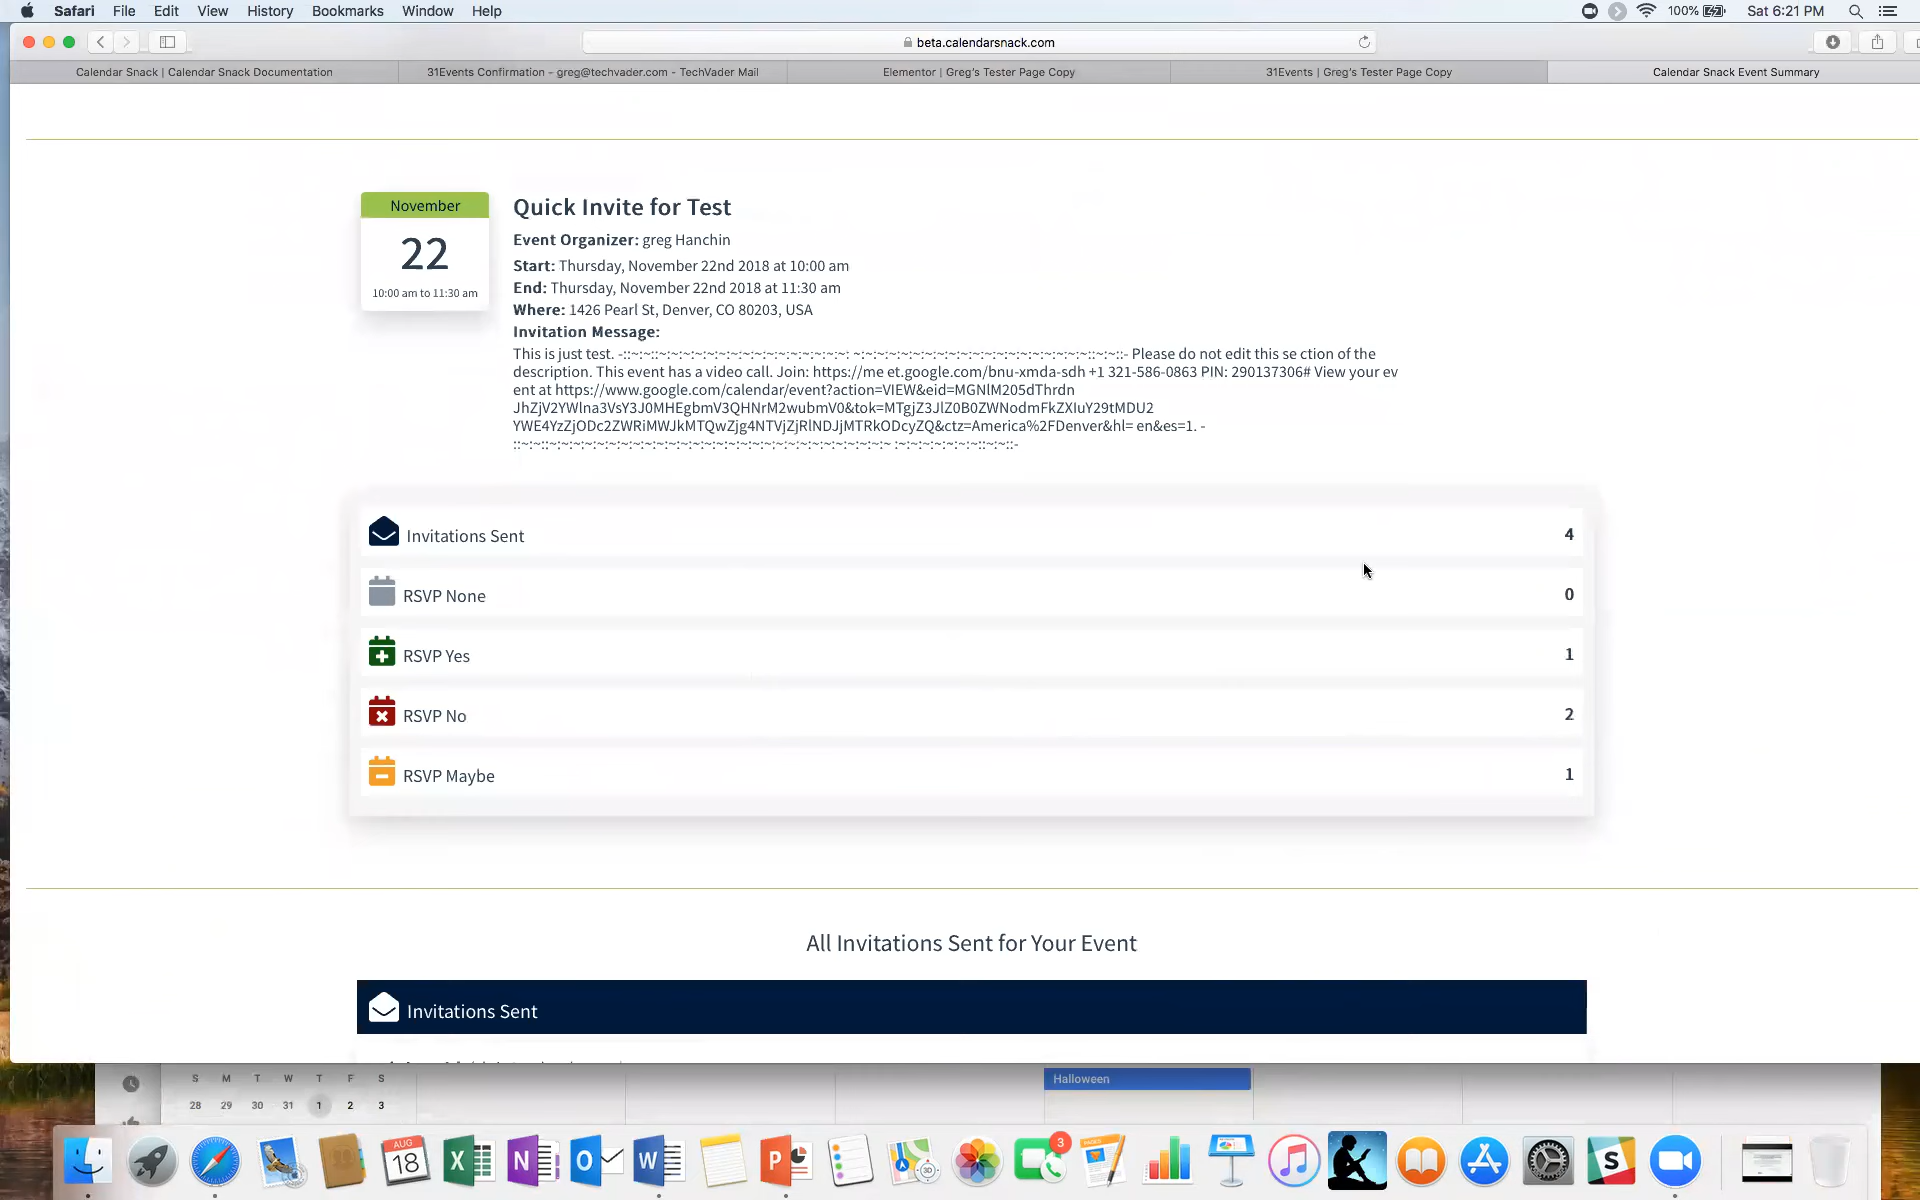 Safari File Edit View History Bookmarks Window Help 100% Sat 6:21 PM
beta.calendarsnack.com
Calendar Snack | Calendar Snack Documentation
31Events Confirmation - greg@techvader.com - TechVader Mail
Elementor | Greg's Tester Page Copy
31Events | Greg's Tester Page Copy
Calendar Snack Event Summary
November
22
10:00 am to 11:30 am
Quick Invite for Test
Event Organizer: greg Hanchin
Start: Thursday, November 22nd 2018 at 10:00 am
End: Thursday, November 22nd 2018 at 11:30 am
Where: 1426 Pearl St, Denver, CO 80203, USA
Invitation Message:
This is just test. -::~:~::~:~:~:~:~:~:~:~:~:~:~:~:~:~:~:~:~: ~:~:~:~:~:~:~:~:~:~:~:~:~:~:~:~:~:~:~:~::~:~::- Please do not edit this se ction of the
description. This event has a video call. Join: https://me et.google.com/bnu-xmda-sdh +1 321-586-0863 PIN: 290137306# View your ev
ent at https://www.google.com/calendar/event?action=VIEW&eid=MGNlM205dThrdn
JhZjV2YWlna3VsY3J0MHEgbmV3QHNrM2wubmV0&tok=MTgjZ3JlZ0B0ZWNodmFkZXIuY29tMDU2
YWE4YzZjODc2ZWRiMWJkMTQwZjg4NTVjZjRlNDJjMTRkODcyZQ&ctz=America%2FDenver&hl= en&es=1. -
::~:~::~:~:~:~:~:~:~:~:~:~:~:~:~:~:~:~:~:~:~:~:~:~:~:~:~:~:~:~:~ :~:~:~:~:~:~:~::~:~::-
Invitations Sent 4
RSVP None 0
RSVP Yes 1
RSVP No 2
RSVP Maybe 1
All Invitations Sent for Your Event
Invitations Sent
S M T W T F S
28 29 30 31 1 2 3
Halloween
AUG
18
X
N
O
W
P
3D
3
PAGES
S